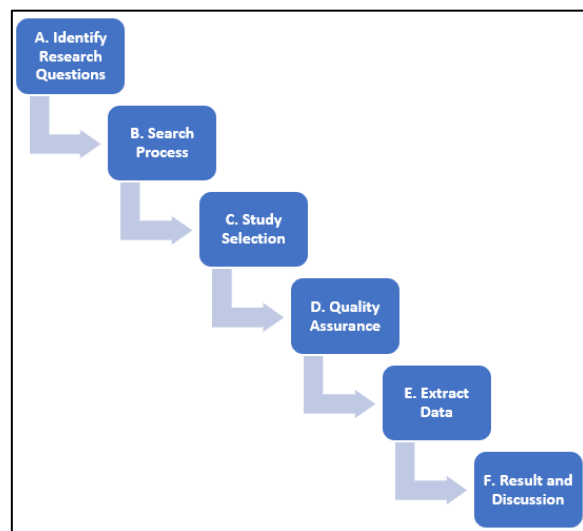 A. Identify
Research
Questions
B. Search
Process
C. Study
Selection
D. Quality
Assurance
E. Extract
Data
F. Result and
Discussion